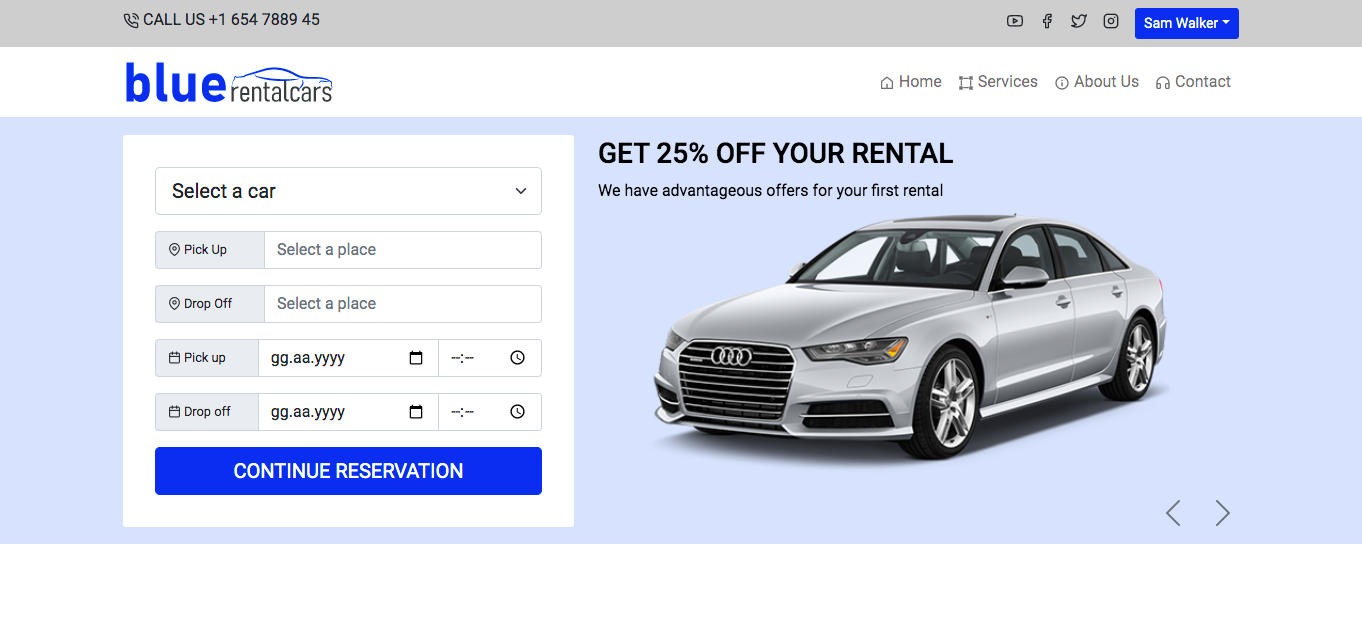 CALL US +1 654 7889 45
Sam Walker
blue rentalcars
Home
Services
About Us
Contact
Select a car
Pick Up
Select a place
Drop Off
Select a place
Pick up
gg.aa.yyyy
--:--
Drop off
gg.aa.yyyy
--:--
CONTINUE RESERVATION
GET 25% OFF YOUR RENTAL
We have advantageous offers for your first rental